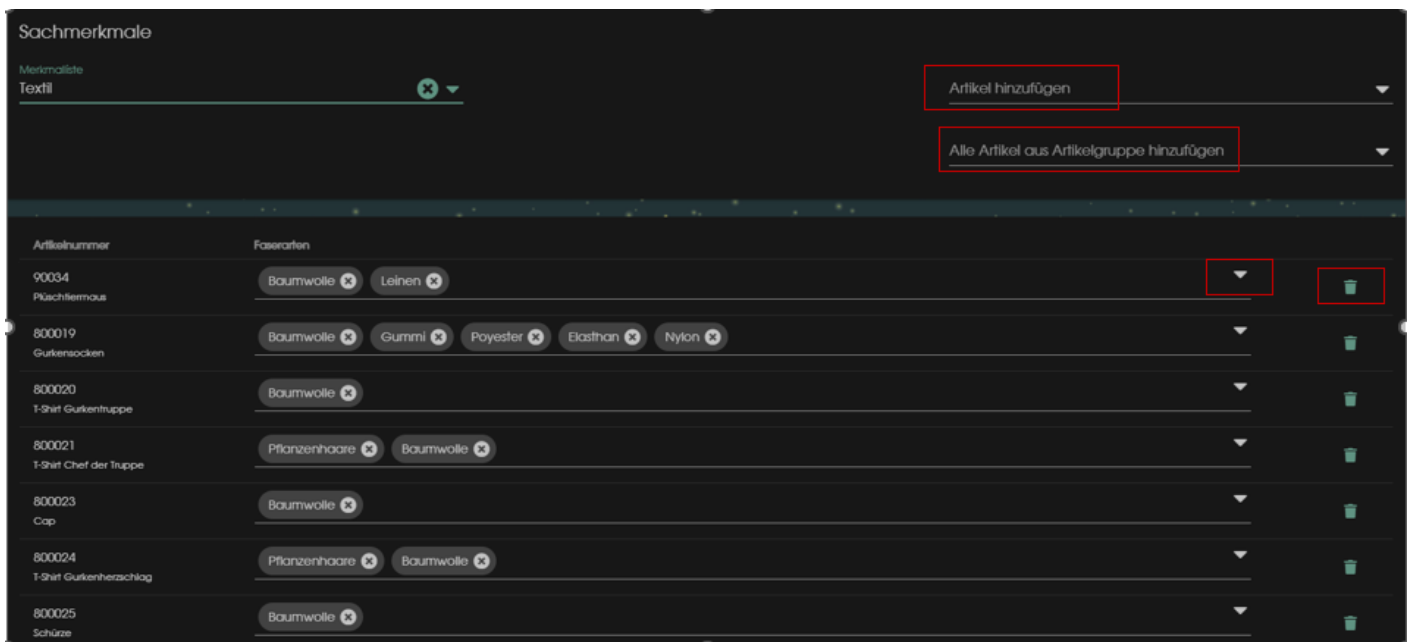 Sachmerkmale
Merkmalliste
Textil
Artikel hinzufügen
Alle Artikel aus Artikelgruppe hinzufügen
Artikelnummer Faserarten
90034 Baumwolle Leinen
Plüschtiermaus
800019 Baumwolle Gummi Poyester Elasthan Nylon
Gurkensocken
800020 Baumwolle
T-Shirt Gurkentruppe
800021 Pflanzenhaare Baumwolle
T-Shirt Chef der Truppe
800023 Baumwolle
Cap
800024 Pflanzenhaare Baumwolle
T-Shirt Gurkenherzschlag
800025 Baumwolle
Schürze